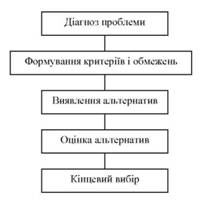 Діагноз проблеми
Формування критеріїв і обмежень
Виявлення альтернатив
Оцінка альтернатив
Кінцевий вибір